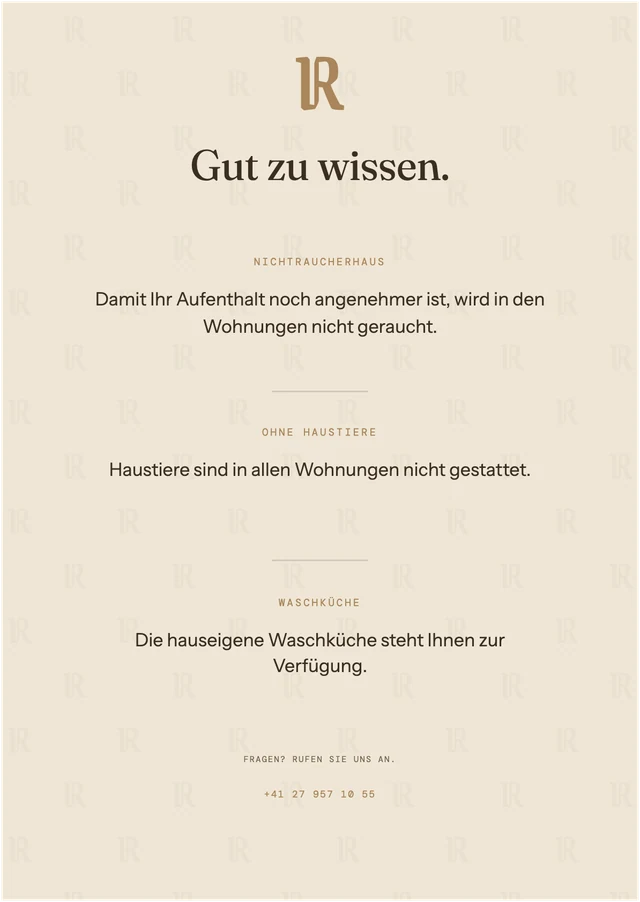 R
Gut zu wissen.
NICHTRAUCHERHAUS
Damit Ihr Aufenthalt noch angenehmer ist, wird in den
Wohnungen nicht geraucht.
OHNE HAUSTIERE
Haustiere sind in allen Wohnungen nicht gestattet.
WASCHKÜCHE
Die hauseigene Waschküche steht Ihnen zur
Verfügung.
FRAGEN? RUFEN SIE UNS AN.
+41 27 957 10 55